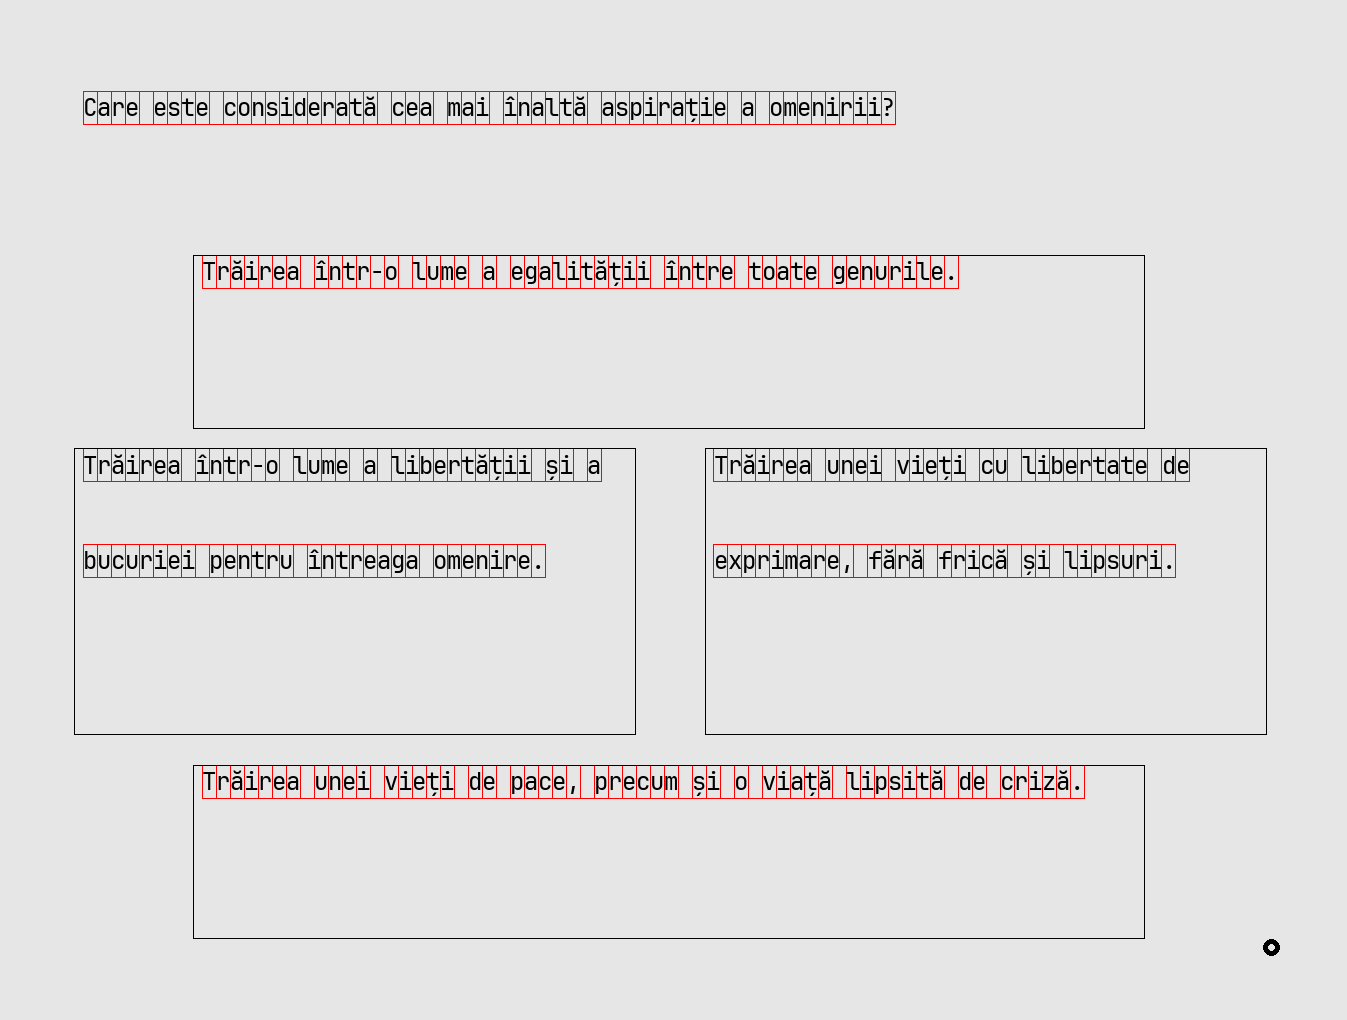 Care este considerată cea mai înaltă aspirație a omenirii?
Trăirea într-o lume a egalității între toate genurile.
Trăirea într-o lume a libertății și a
bucuriei pentru întreaga omenire.
Trăirea unei vieți cu libertate de
exprimare, fără frică și lipsuri.
Trăirea unei vieți de pace, precum și o viață lipsită de criză.